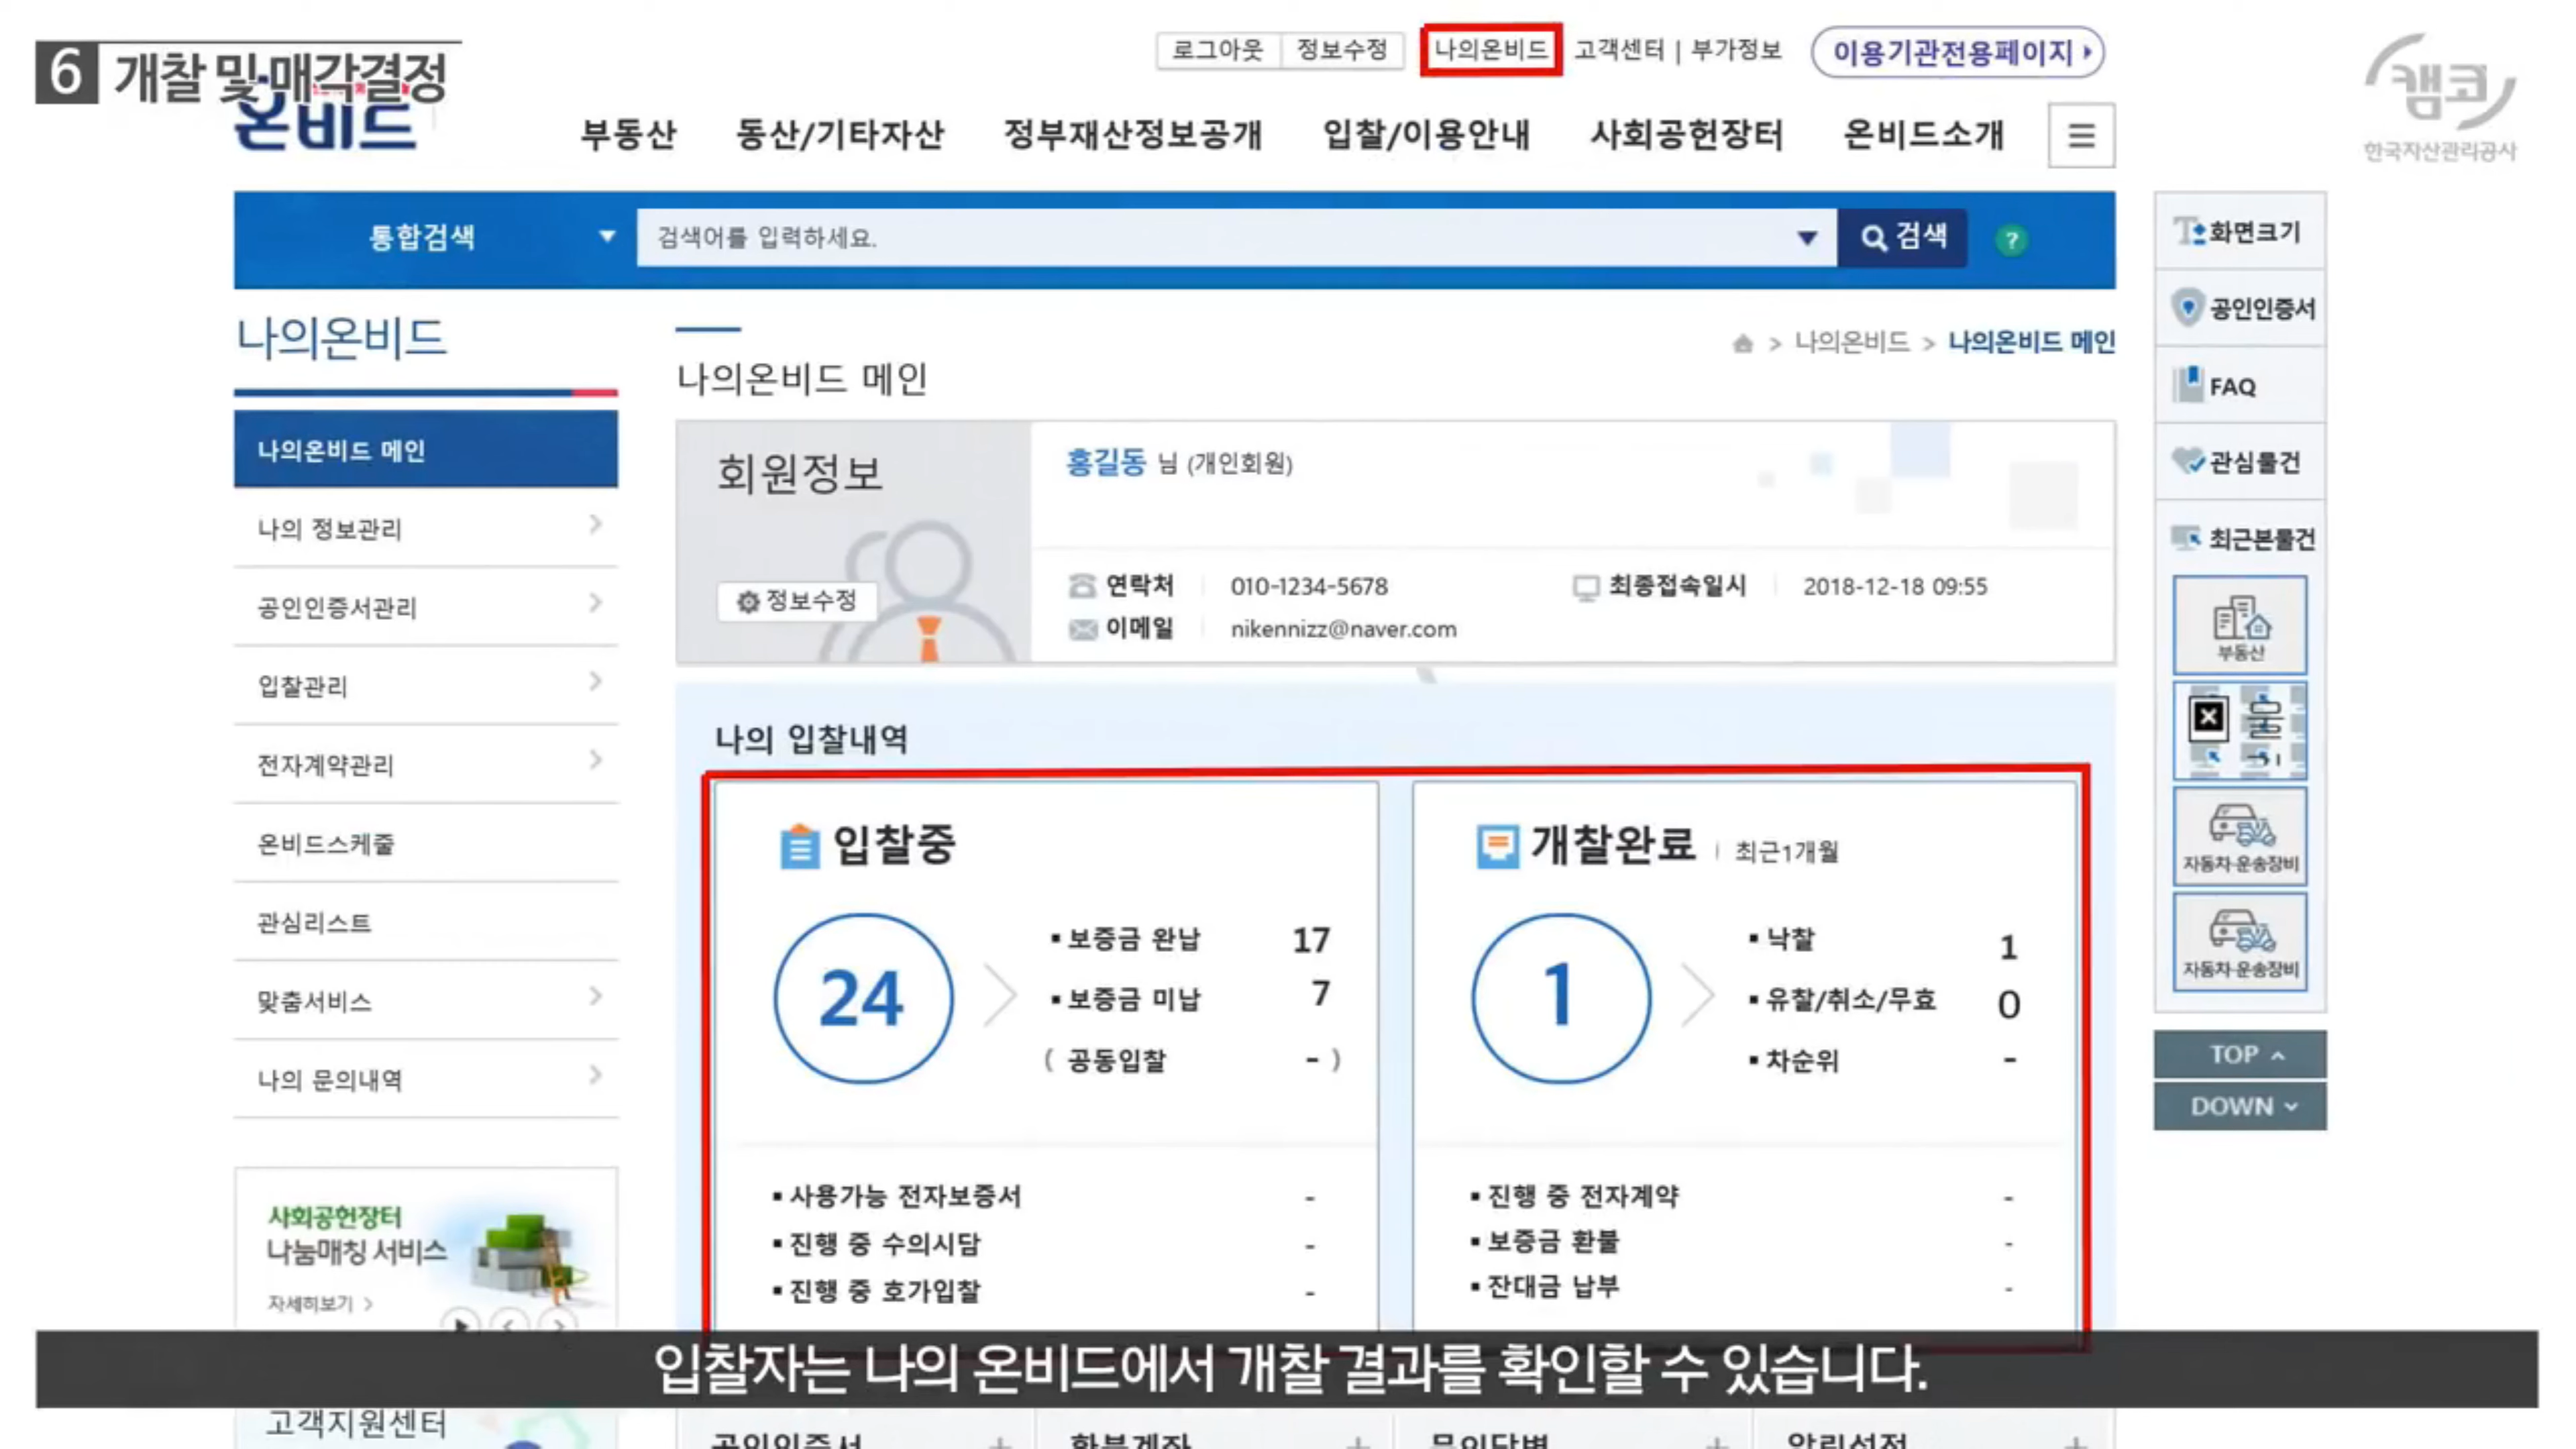 6 개찰 및 매각결정
로그아웃 정보수정 나의온비드 고객센터 | 부가정보 이용기관전용페이지
캠코
한국자산관리공사
온비드
부동산 동산/기타자산 정부재산정보공개 입찰/이용안내 사회공헌장터 온비드소개
통합검색 검색어를 입력하세요. 검색 ?
나의온비드
나의온비드 메인
나의 정보관리
공인인증서관리
입찰관리
전자계약관리
온비드스케줄
관심리스트
맞춤서비스
나의 문의내역
사회공헌장터
나눔매칭 서비스
자세히보기 >
고객지원센터
> 나의온비드 > 나의온비드 메인
나의온비드 메인
회원정보
정보수정
홍길동 님 (개인회원)
연락처 010-1234-5678 최종접속일시 2018-12-18 09:55
이메일 nikennizz@naver.com
나의 입찰내역
입찰중
24
보증금 완납 17
보증금 미납 7
( 공동입찰 - )
사용가능 전자보증서 -
진행 중 수의시담 -
진행 중 호가입찰 -
개찰완료 | 최근1개월
1
낙찰 1
유찰/취소/무효 0
차순위 -
진행 중 전자계약 -
보증금 환불 -
잔대금 납부 -
화면크기
공인인증서
FAQ
관심물건
최근본물건
부동산
자동차·운송장비
자동차·운송장비
TOP
DOWN
입찰자는 나의 온비드에서 개찰 결과를 확인할 수 있습니다.
공인인증서 환불계좌 문의답변 알림설정